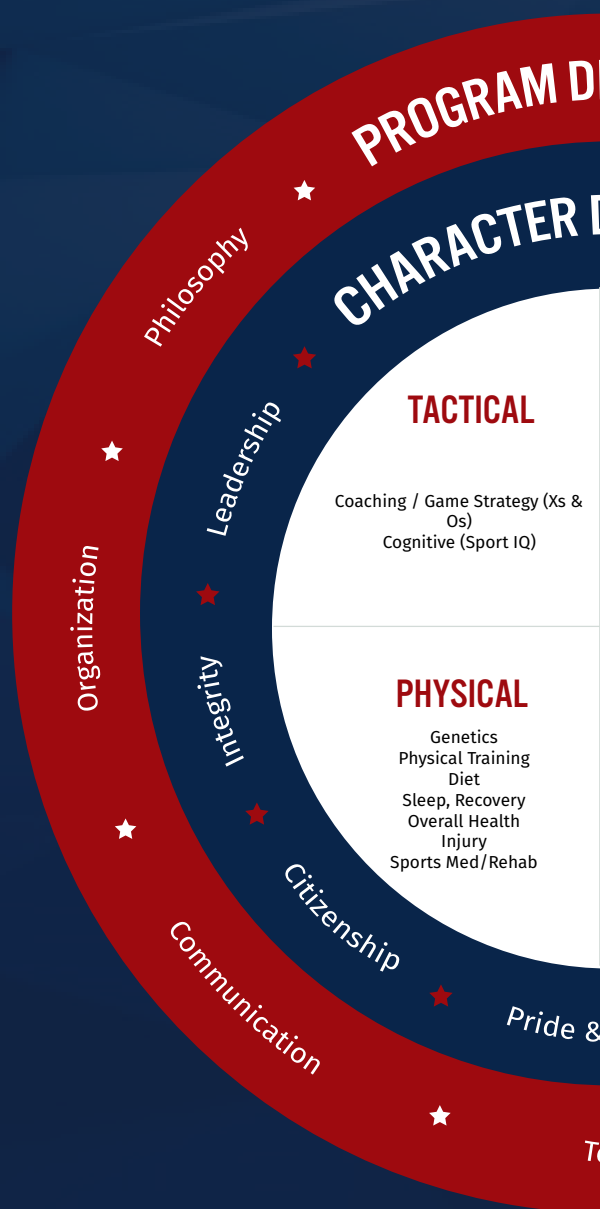 PROGRAM
Philosophy
Organization
Communication
CHARACTER
Leadership
Integrity
Citizenship
Pride &
TACTICAL
Coaching / Game Strategy (Xs &
Os)
Cognitive (Sport IQ)
PHYSICAL
Genetics
Physical Training
Diet
Sleep, Recovery
Overall Health
Injury
Sports Med/Rehab